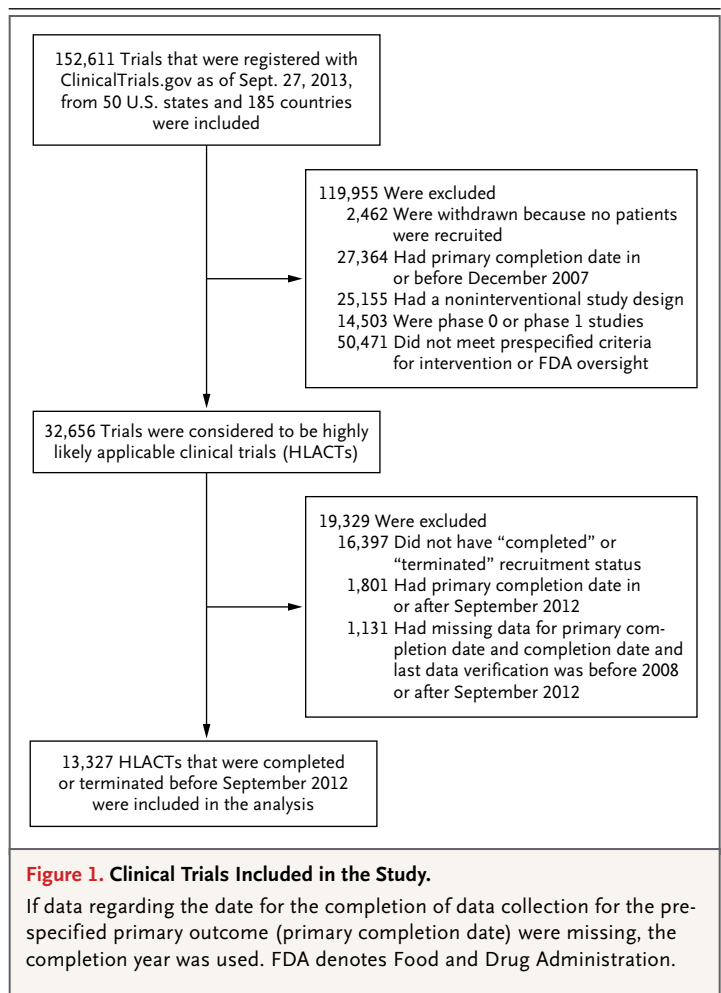 152,611 Trials that were registered with
ClinicalTrials.gov as of Sept. 27, 2013,
from 50 U.S. states and 185 countries
were included
119,955 Were excluded
2,462 Were withdrawn because no patients
were recruited
27,364 Had primary completion date in
or before December 2007
25,155 Had a noninterventional study design
14,503 Were phase 0 or phase 1 studies
50,471 Did not meet prespecified criteria
for intervention or FDA oversight
32,656 Trials were considered to be highly
likely applicable clinical trials (HLACTs)
19,329 Were excluded
16,397 Did not have “completed” or
“terminated” recruitment status
1,801 Had primary completion date in
or after September 2012
1,131 Had missing data for primary com-
pletion date and completion date and
last data verification was before 2008
or after September 2012
13,327 HLACTs that were completed
or terminated before September 2012
were included in the analysis
Figure 1. Clinical Trials Included in the Study.
If data regarding the date for the completion of data collection for the pre-
specified primary outcome (primary completion date) were missing, the
completion year was used. FDA denotes Food and Drug Administration.